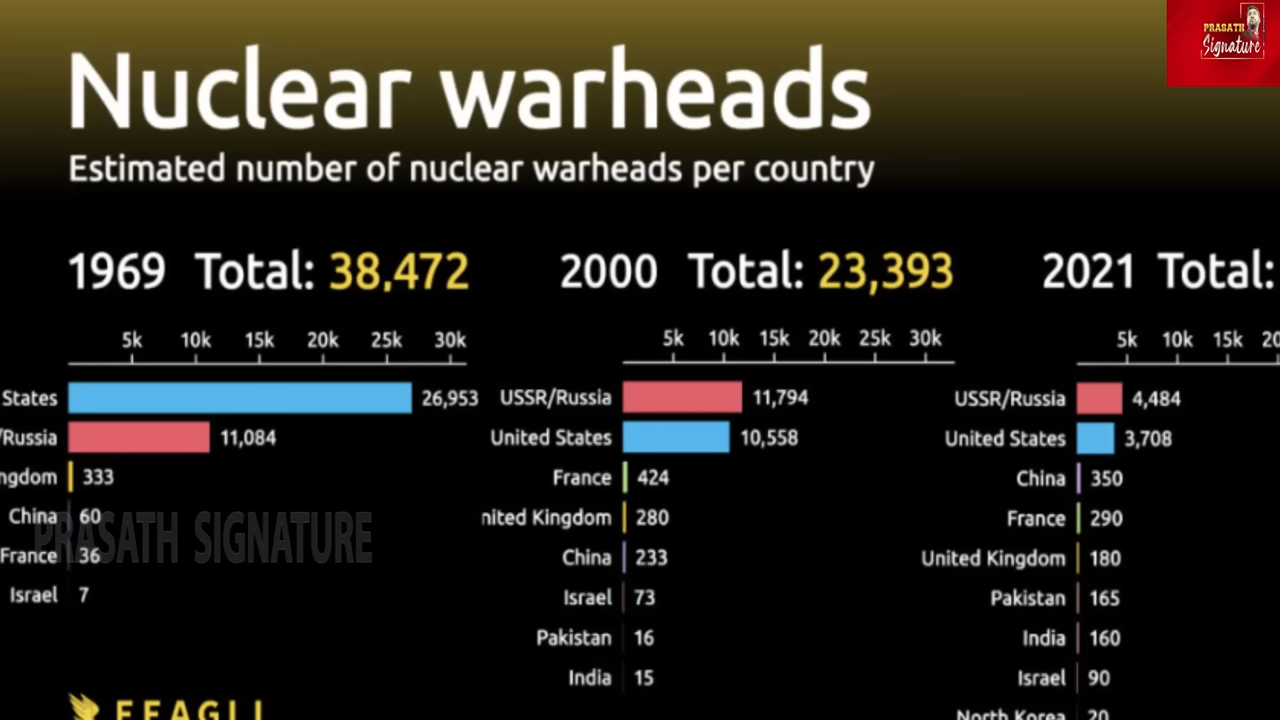 PRASATH
Signature
Nuclear warheads
Estimated number of nuclear warheads per country
1969 Total: 38,472
5k 10k 15k 20k 25k 30k
States 26,953
/Russia 11,084
ngdom 333
China 60
France 36
Israel 7
PRASATH SIGNATURE
2000 Total: 23,393
5k 10k 15k 20k 25k 30k
USSR/Russia 11,794
United States 10,558
France 424
nited Kingdom 280
China 233
Israel 73
Pakistan 16
India 15
2021 Total:
5k 10k 15k 20
USSR/Russia 4,484
United States 3,708
China 350
France 290
United Kingdom 180
Pakistan 165
India 160
Israel 90
North Korea 20